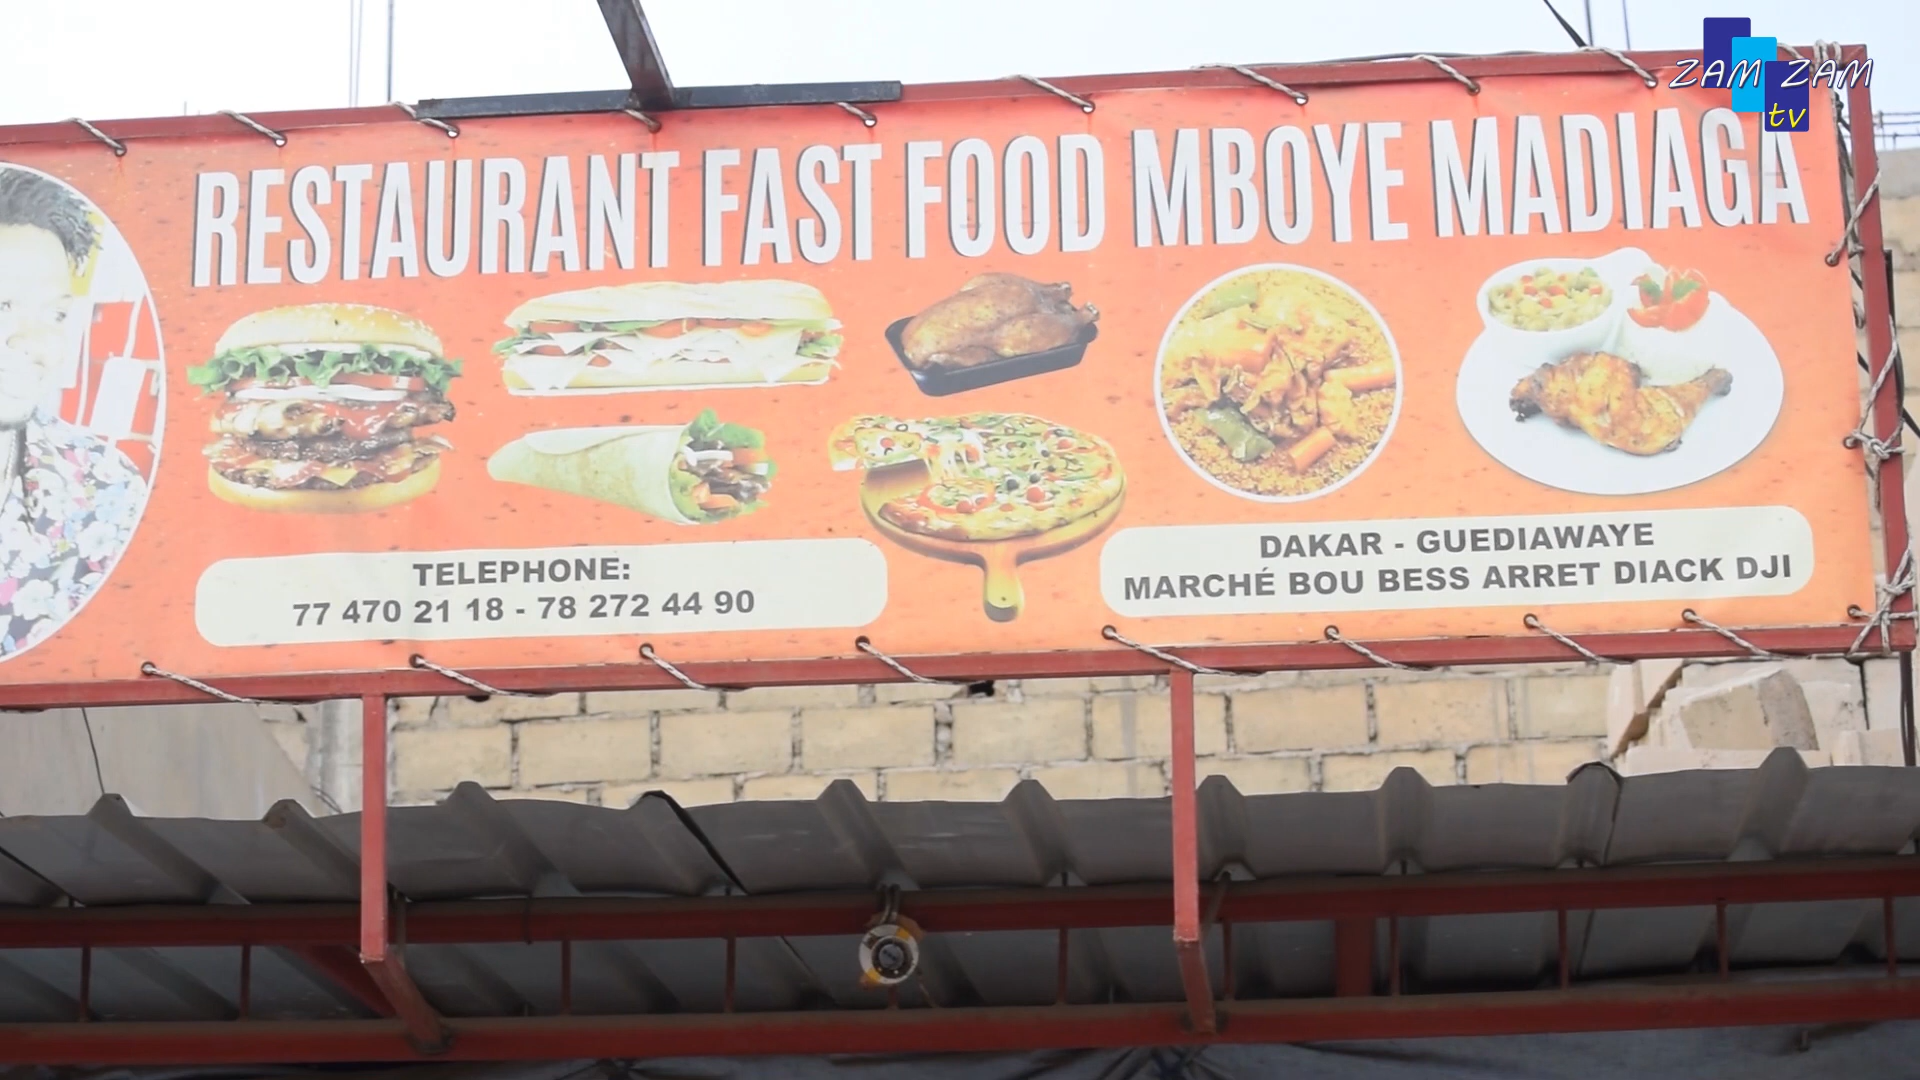 ZAM ZAM
tv
RESTAURANT FAST FOOD MBOYE MADIAGA
TELEPHONE:
77 470 21 18 - 78 272 44 90
DAKAR - GUEDIAWAYE
MARCHÉ BOU BESS ARRET DIACK DJI